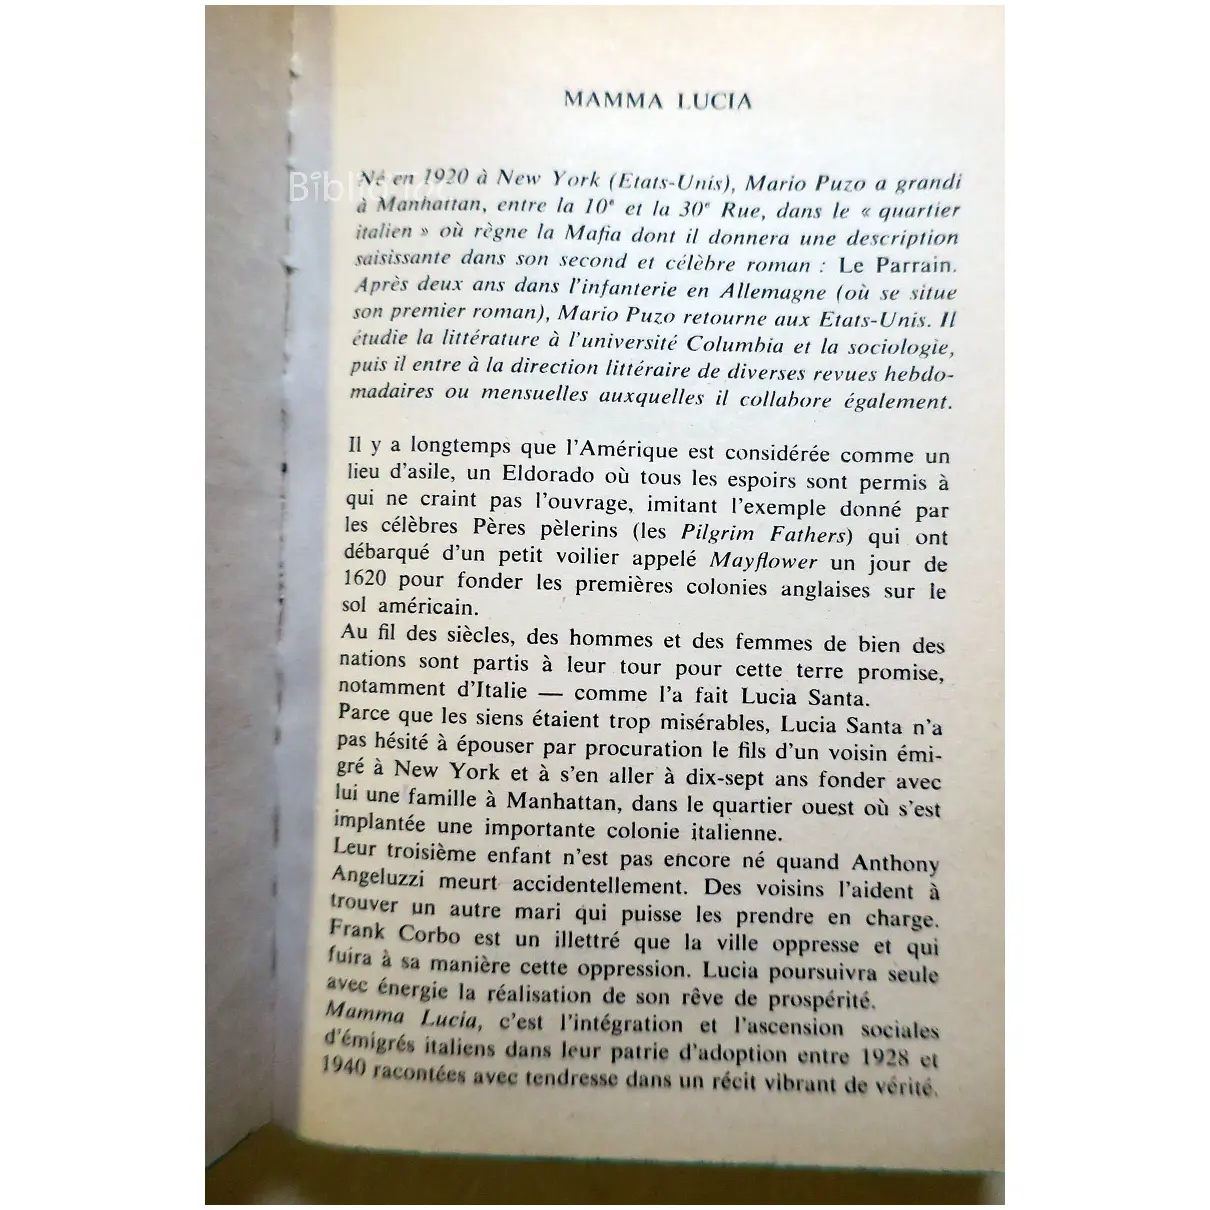 MAMMA LUCIA
Né en 1920 à New York (Etats-Unis), Mario Puzo a grandi
à Manhattan, entre la 10e et la 30e Rue, dans le « quartier
italien » où règne la Mafia dont il donnera une description
saisissante dans son second et célèbre roman : Le Parrain.
Après deux ans dans l'infanterie en Allemagne (où se situe
son premier roman), Mario Puzo retourne aux Etats-Unis. Il
étudie la littérature à l'université Columbia et la sociologie,
puis il entre à la direction littéraire de diverses revues hebdo-
madaires ou mensuelles auxquelles il collabore également.
Il y a longtemps que l'Amérique est considérée comme un
lieu d'asile, un Eldorado où tous les espoirs sont permis à
qui ne craint pas l'ouvrage, imitant l'exemple donné par
les célèbres Pères pèlerins (les Pilgrim Fathers) qui ont
débarqué d'un petit voilier appelé Mayflower un jour de
1620 pour fonder les premières colonies anglaises sur le
sol américain.
Au fil des siècles, des hommes et des femmes de bien des
nations sont partis à leur tour pour cette terre promise,
notamment d'Italie — comme l'a fait Lucia Santa.
Parce que les siens étaient trop misérables, Lucia Santa n'a
pas hésité à épouser par procuration le fils d'un voisin émi-
gré à New York et à s'en aller à dix-sept ans fonder avec
lui une famille à Manhattan, dans le quartier ouest où s'est
implantée une importante colonie italienne.
Leur troisième enfant n'est pas encore né quand Anthony
Angeluzzi meurt accidentellement. Des voisins l'aident à
trouver un autre mari qui puisse les prendre en charge.
Frank Corbo est un illettré que la ville oppresse et qui
fuira à sa manière cette oppression. Lucia poursuivra seule
avec énergie la réalisation de son rêve de prospérité.
Mamma Lucia, c'est l'intégration et l'ascension sociales
d'émigrés italiens dans leur patrie d'adoption entre 1928 et
1940 racontées avec tendresse dans un récit vibrant de vérité.